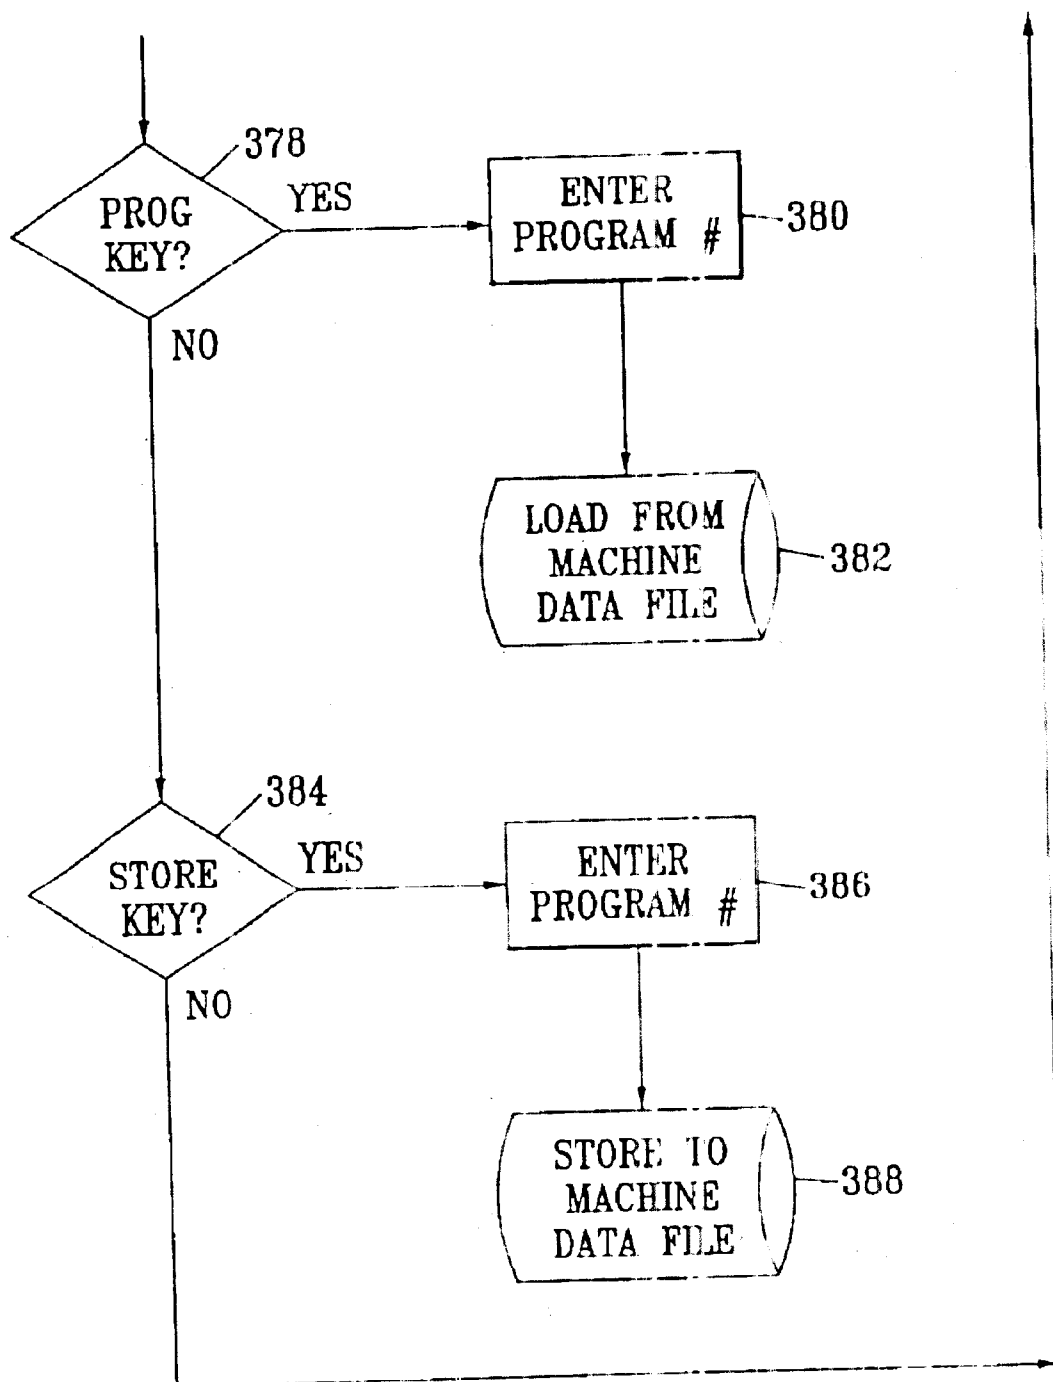 378
PROG
KEY?
YES
NO
ENTER
PROGRAM #
380
LOAD FROM
MACHINE
DATA FILE
382
384
STORE
KEY?
YES
NO
ENTER
PROGRAM #
386
STORE TO
MACHINE
DATA FILE
388